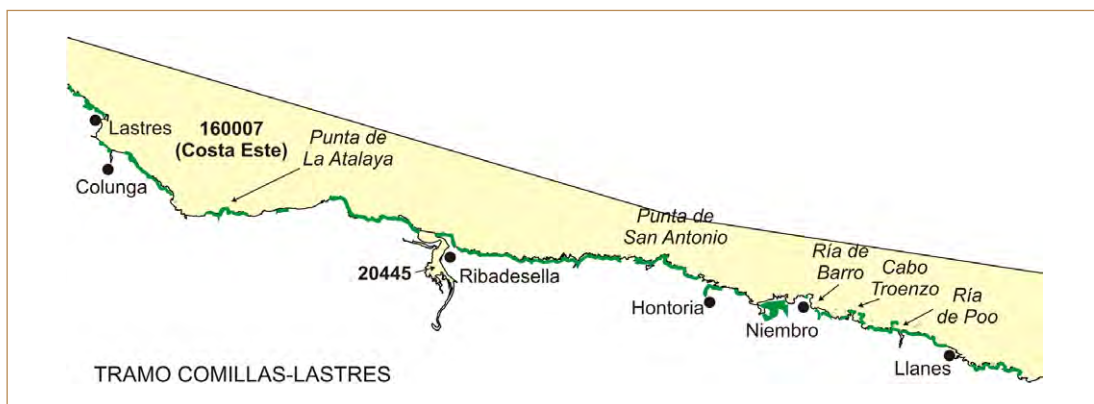 Lastres
160007
(Costa Este)
Punta de
La Atalaya
Colunga
20445
Ribadesella
Punta de
San Antonio
Hontoria
Niembro
Ría de
Barro
Cabo
Troenzo
Ría
de Poo
Llanes
TRAMO COMILLAS-LASTRES